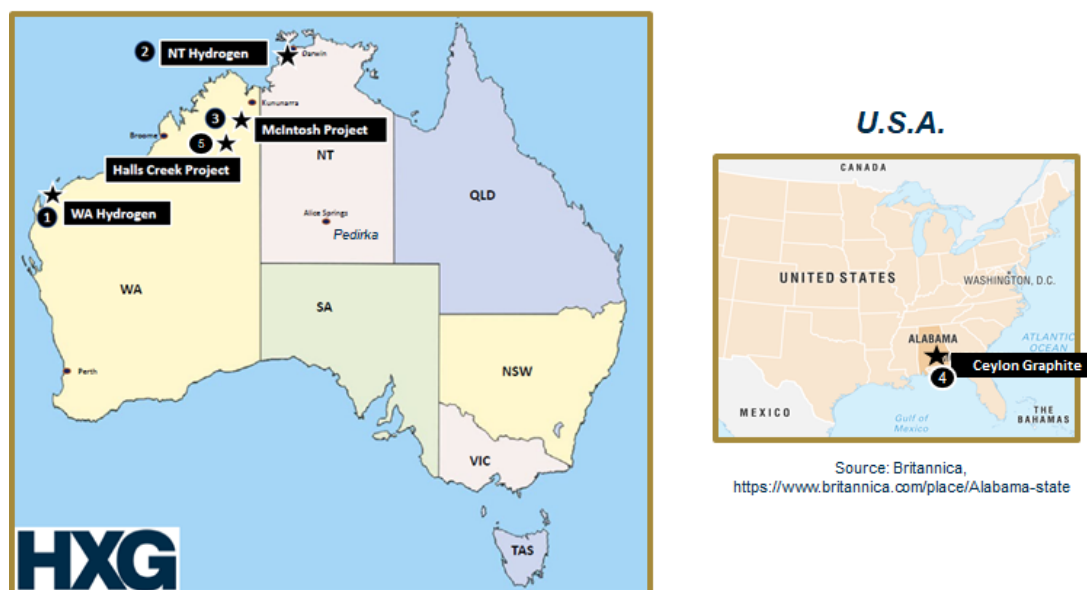 2
NT Hydrogen
Darwin
Kununurra
3
McIntosh Project
Broome
5
Halls Creek Project
NT
QLD
1
WA Hydrogen
Alice Springs
Pedirka
WA
SA
Perth
NSW
VIC
TAS
HXG
U.S.A.
CANADA
UNITED STATES
WASHINGTON, D.C.
ALABAMA
ATLANTIC
OCEAN
Ceylon Graphite
4
MEXICO
Gulf of
Mexico
THE
BAHAMAS
Source: Britannica,
https://www.britannica.com/place/Alabama-state